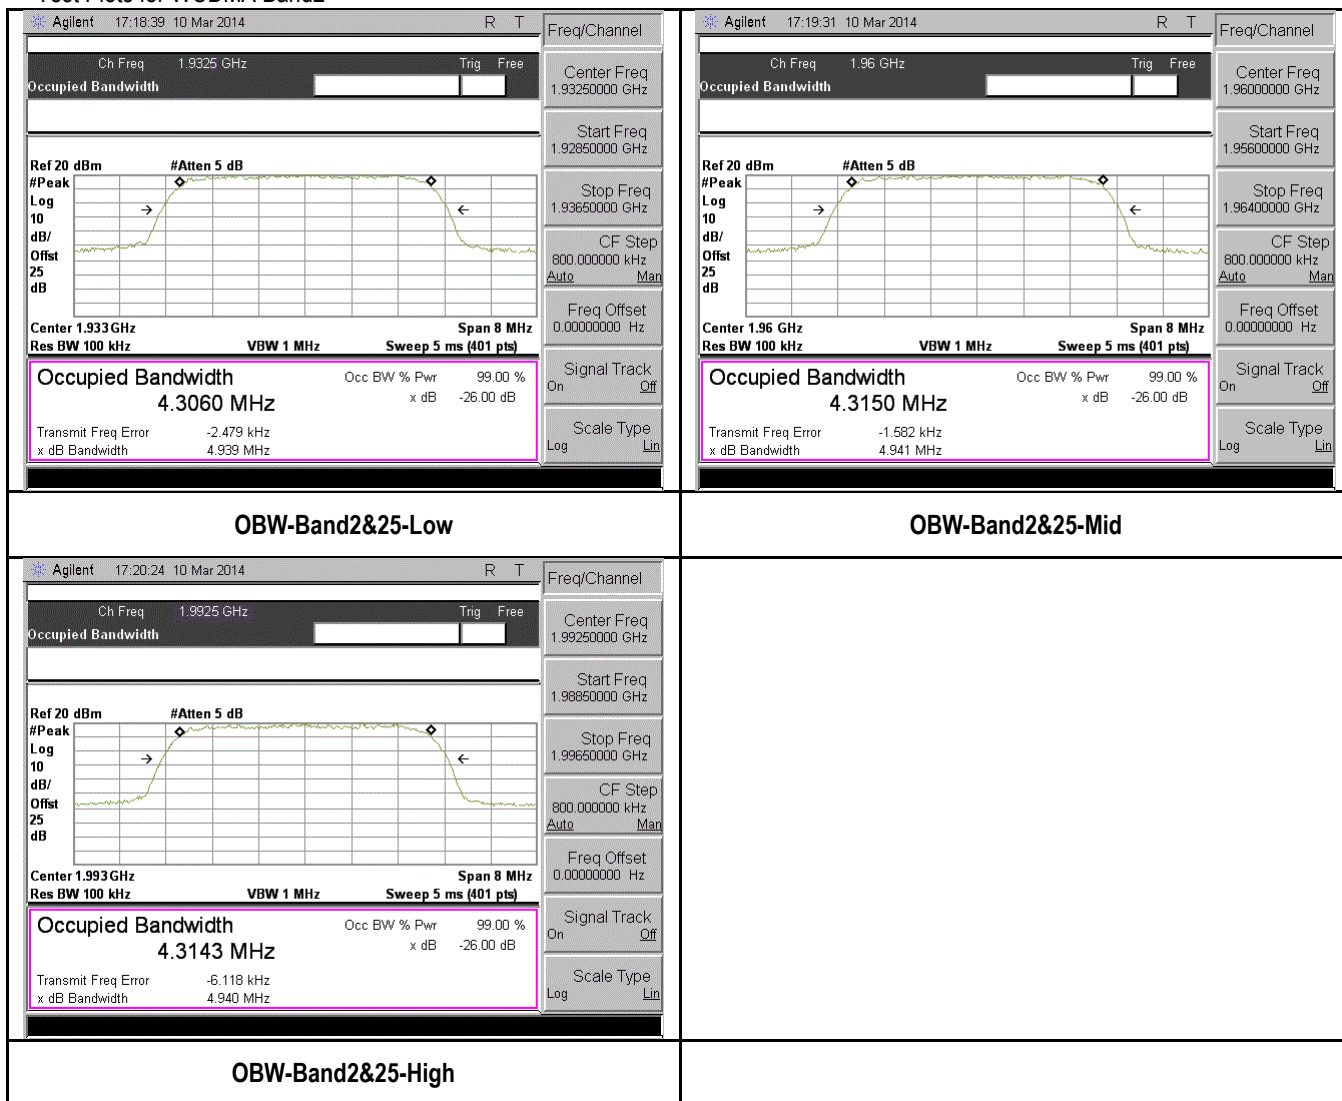 Test Plots for WCDMA Band2
Agilent 17:18:39 10 Mar 2014 R T
Freq/Channel
Ch Freq 1.9325 GHz Trig Free
Occupied Bandwidth
Center Freq
1.93250000 GHz
Start Freq
1.92850000 GHz
Stop Freq
1.93650000 GHz
CF Step
800.000000 kHz
Auto Man
Freq Offset
0.00000000 Hz
Signal Track
On Off
Scale Type
Log Lin
Ref 20 dBm #Atten 5 dB
#Peak
Log
10
dB/
Offst
25
dB
Center 1.933 GHz Span 8 MHz
Res BW 100 kHz VBW 1 MHz Sweep 5 ms (401 pts)
Occupied Bandwidth Occ BW % Pwr 99.00 %
4.3060 MHz x dB -26.00 dB
Transmit Freq Error -2.479 kHz
x dB Bandwidth 4.939 MHz
OBW-Band2&25-Low
Agilent 17:19:31 10 Mar 2014 R T
Freq/Channel
Ch Freq 1.96 GHz Trig Free
Occupied Bandwidth
Center Freq
1.96000000 GHz
Start Freq
1.95600000 GHz
Stop Freq
1.96400000 GHz
CF Step
800.000000 kHz
Auto Man
Freq Offset
0.00000000 Hz
Signal Track
On Off
Scale Type
Log Lin
Ref 20 dBm #Atten 5 dB
#Peak
Log
10
dB/
Offst
25
dB
Center 1.96 GHz Span 8 MHz
Res BW 100 kHz VBW 1 MHz Sweep 5 ms (401 pts)
Occupied Bandwidth Occ BW % Pwr 99.00 %
4.3150 MHz x dB -26.00 dB
Transmit Freq Error -1.582 kHz
x dB Bandwidth 4.941 MHz
OBW-Band2&25-Mid
Agilent 17:20:24 10 Mar 2014 R T
Freq/Channel
Ch Freq 1.9925 GHz Trig Free
Occupied Bandwidth
Center Freq
1.99250000 GHz
Start Freq
1.98850000 GHz
Stop Freq
1.99650000 GHz
CF Step
800.000000 kHz
Auto Man
Freq Offset
0.00000000 Hz
Signal Track
On Off
Scale Type
Log Lin
Ref 20 dBm #Atten 5 dB
#Peak
Log
10
dB/
Offst
25
dB
Center 1.993 GHz Span 8 MHz
Res BW 100 kHz VBW 1 MHz Sweep 5 ms (401 pts)
Occupied Bandwidth Occ BW % Pwr 99.00 %
4.3143 MHz x dB -26.00 dB
Transmit Freq Error -6.118 kHz
x dB Bandwidth 4.940 MHz
OBW-Band2&25-High